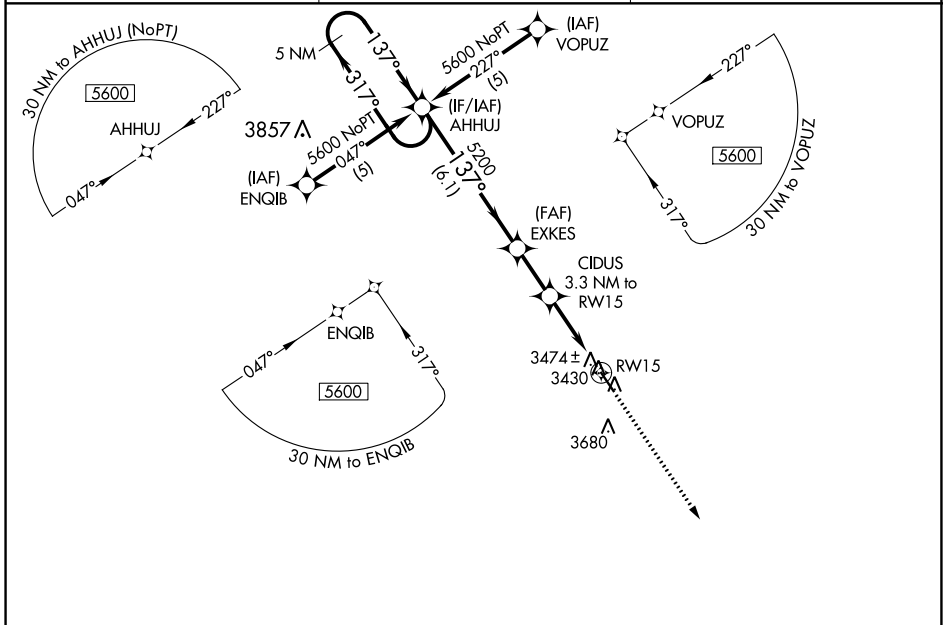 30 NM to AHHUJ (NoPT)
5600
AHHUJ
227°
047°
5 NM
137°
317°
(IAF)
VOPUZ
5600 NoPT
227°
(5)
(IF/IAF)
AHHUJ
3857
5600 NoPT
047°
(5)
(IAF)
ENQIB
5200
137°
(6.1)
(FAF)
EXKES
CIDUS
3.3 NM to
RW15
3474±
3430
RW15
3680
227°
VOPUZ
5600
317°
30 NM to VOPUZ
ENQIB
047°
317°
5600
30 NM to ENQIB